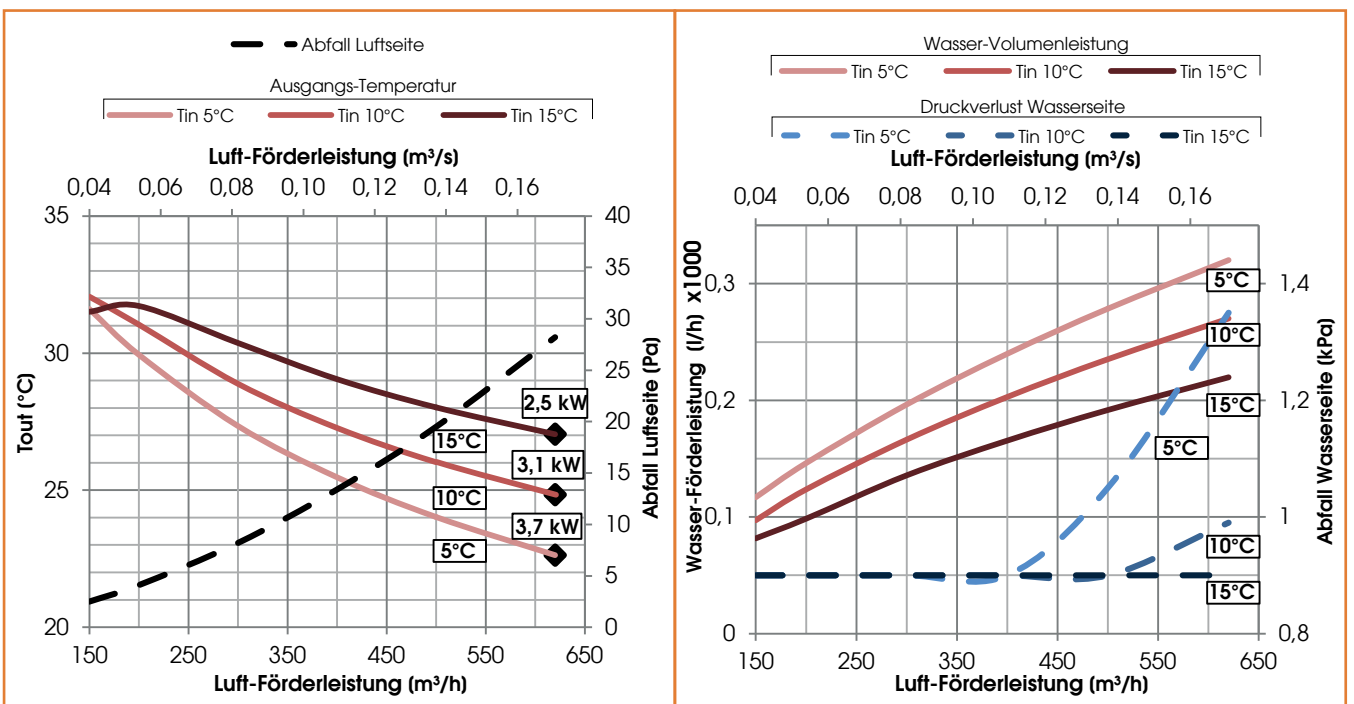 Abfall Luftseite
Ausgangs-Temperatur
Tin 5°C Tin 10°C Tin 15°C
Luft-Förderleistung (m³/s)
0,04 0,06 0,08 0,10 0,12 0,14 0,16
35
30
25
20
Tout (°C)
40
35
30
25
20
15
10
5
0
Abfall Luftseite (Pa)
2,5 kW
15°C
3,1 kW
10°C
3,7 kW
5°C
150 250 350 450 550 650
Luft-Förderleistung (m³/h)
Wasser-Volumenleistung
Tin 5°C Tin 10°C Tin 15°C
Druckverlust Wasserseite
Tin 5°C Tin 10°C Tin 15°C
Luft-Förderleistung (m³/s)
0,04 0,06 0,08 0,10 0,12 0,14 0,16
0,3
0,2
0,1
0
Wasser-Förderleistung (l/h) x1000
1,4
1,2
1
0,8
Abfall Wasserseite (kPa)
5°C
10°C
15°C
5°C
10°C
15°C
150 250 350 450 550 650
Luft-Förderleistung (m³/h)